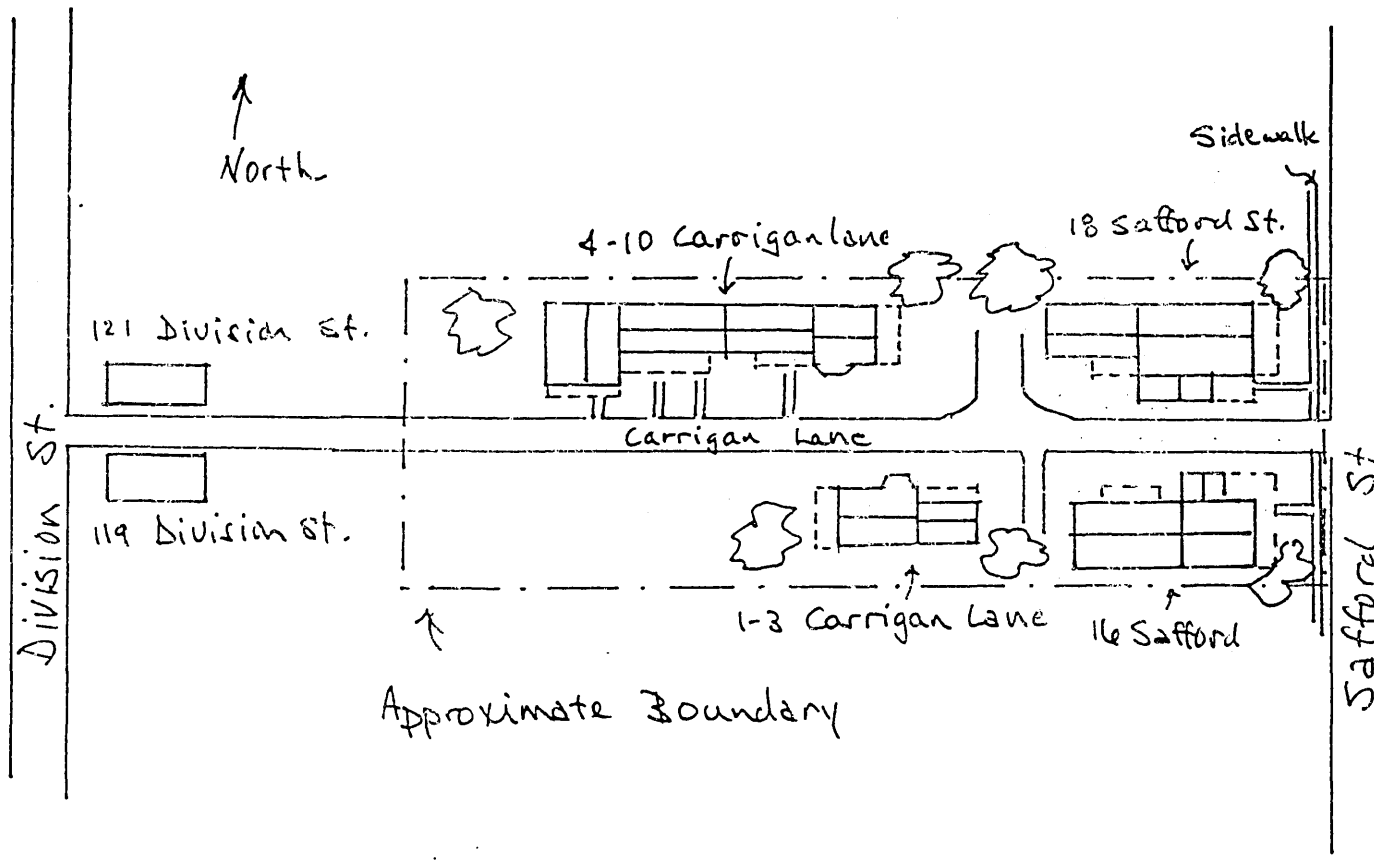 Sidewalk
North
4-10 Carrigan lane
18 Safford St.
121 Division St.
Carrigan Lane
Division St.
119 Division St.
1-3 Carrigan Lane
16 Safford
Safford St
Approximate Boundary